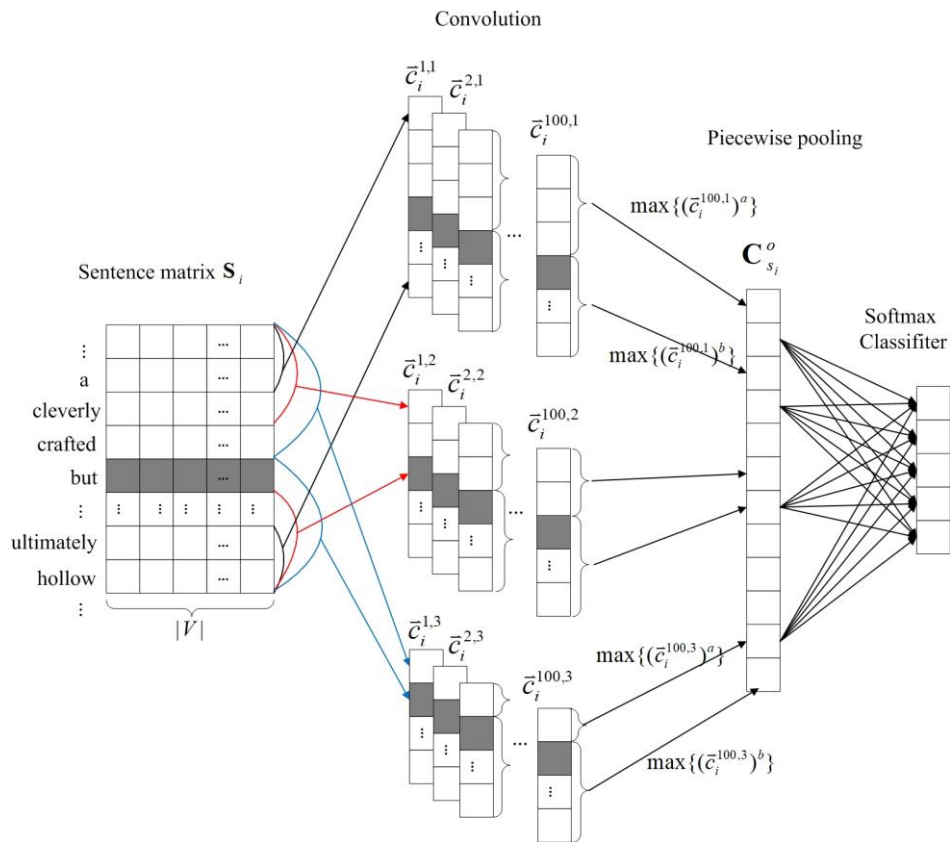 Convolution
c̄_i^{1,1}
c̄_i^{2,1}
c̄_i^{100,1}
Piecewise pooling
max{(c̄_i^{100,1})^a}
C_{s_i}^o
Sentence matrix S_i
Softmax
Classifiter
max{(c̄_i^{100,1})^b}
...
⋮
a
cleverly
crafted
but
⋮
ultimately
hollow
⋮
|V|
c̄_i^{1,2}
c̄_i^{2,2}
c̄_i^{100,2}
...
c̄_i^{1,3}
c̄_i^{2,3}
c̄_i^{100,3}
...
max{(c̄_i^{100,3})^a}
max{(c̄_i^{100,3})^b}